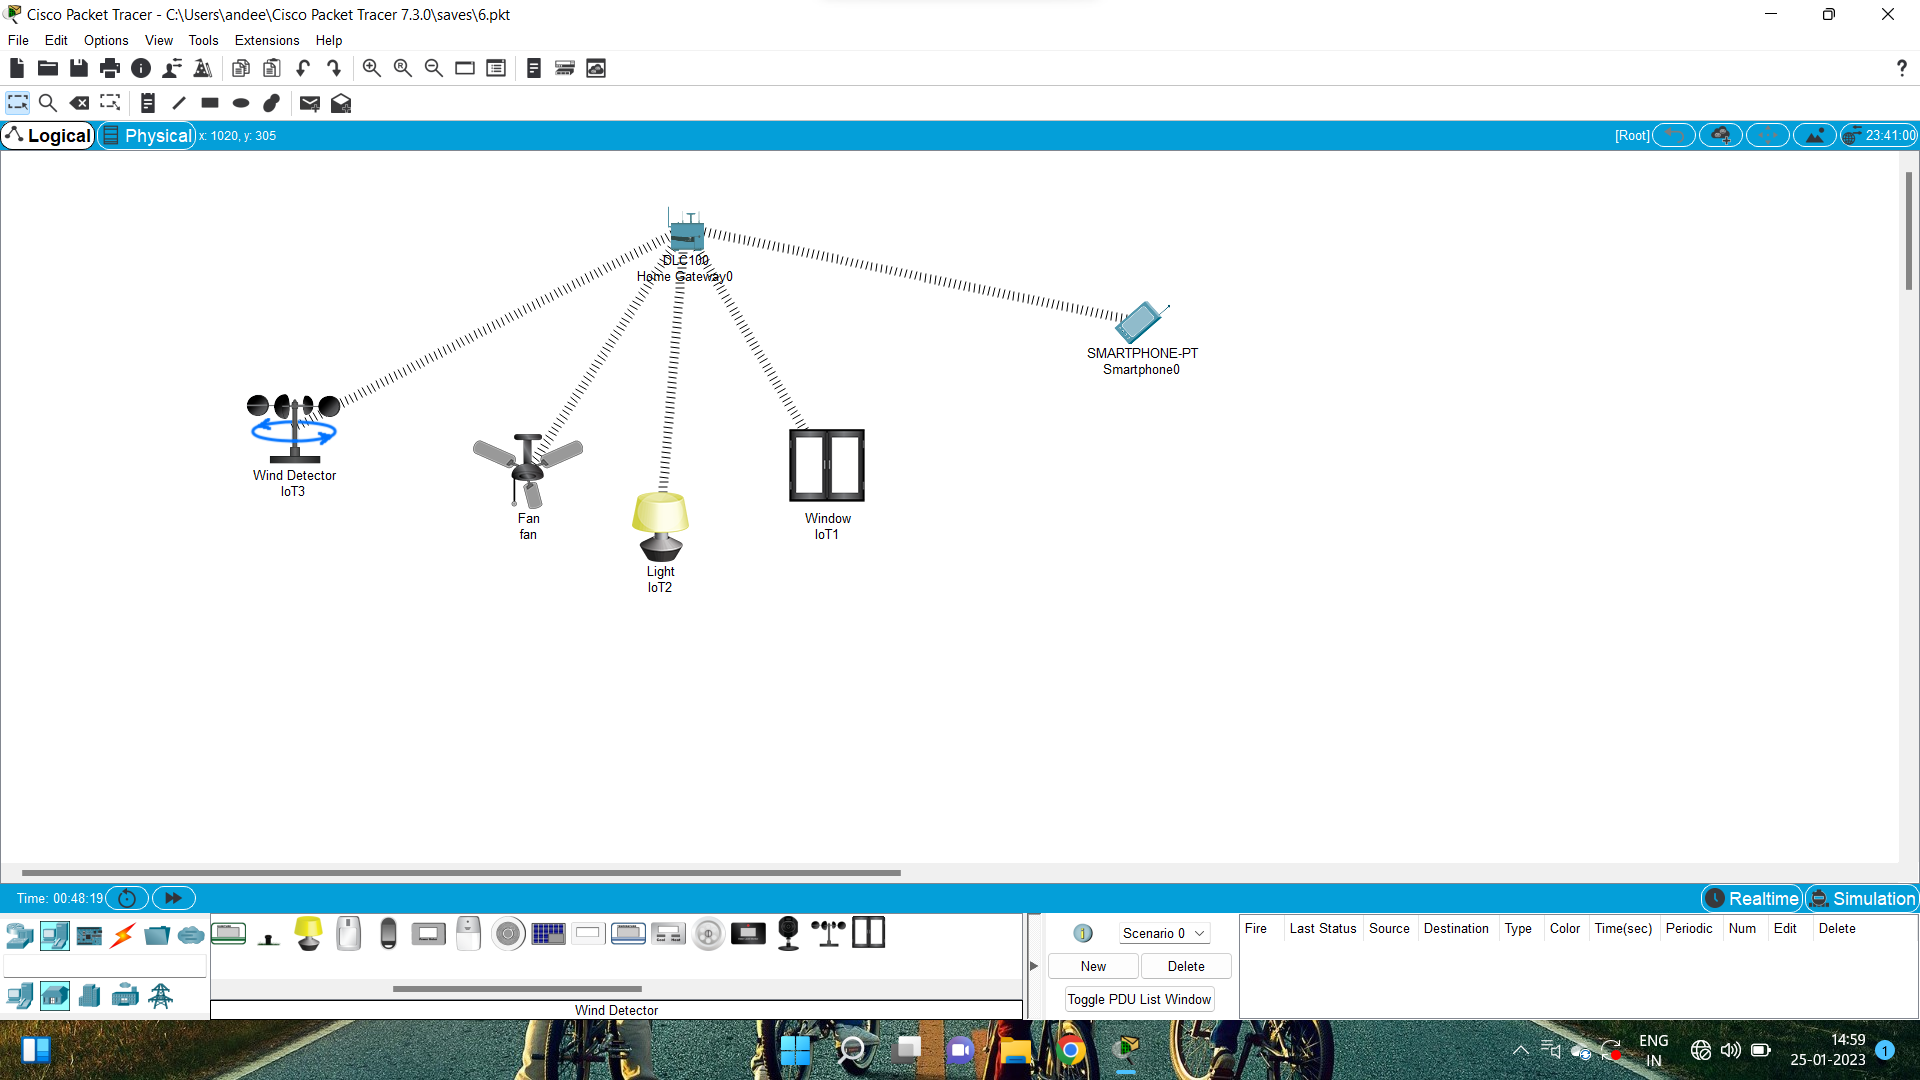 Cisco Packet Tracer - C:\Users\andee\Cisco Packet Tracer 7.3.0\saves\6.pkt
File Edit Options View Tools Extensions Help
?
Logical Physical x: 1020, y: 305 [Root] 23:41:00
DLC100
Home Gateway0
SMARTPHONE-PT
Smartphone0
Wind Detector
IoT3
Fan
fan
Window
IoT1
Light
IoT2
Time: 00:48:19 Realtime Simulation
Scenario 0
Fire Last Status Source Destination Type Color Time(sec) Periodic Num Edit Delete
New Delete
Toggle PDU List Window
Wind Detector
ENG
IN
14:59
25-01-2023
1